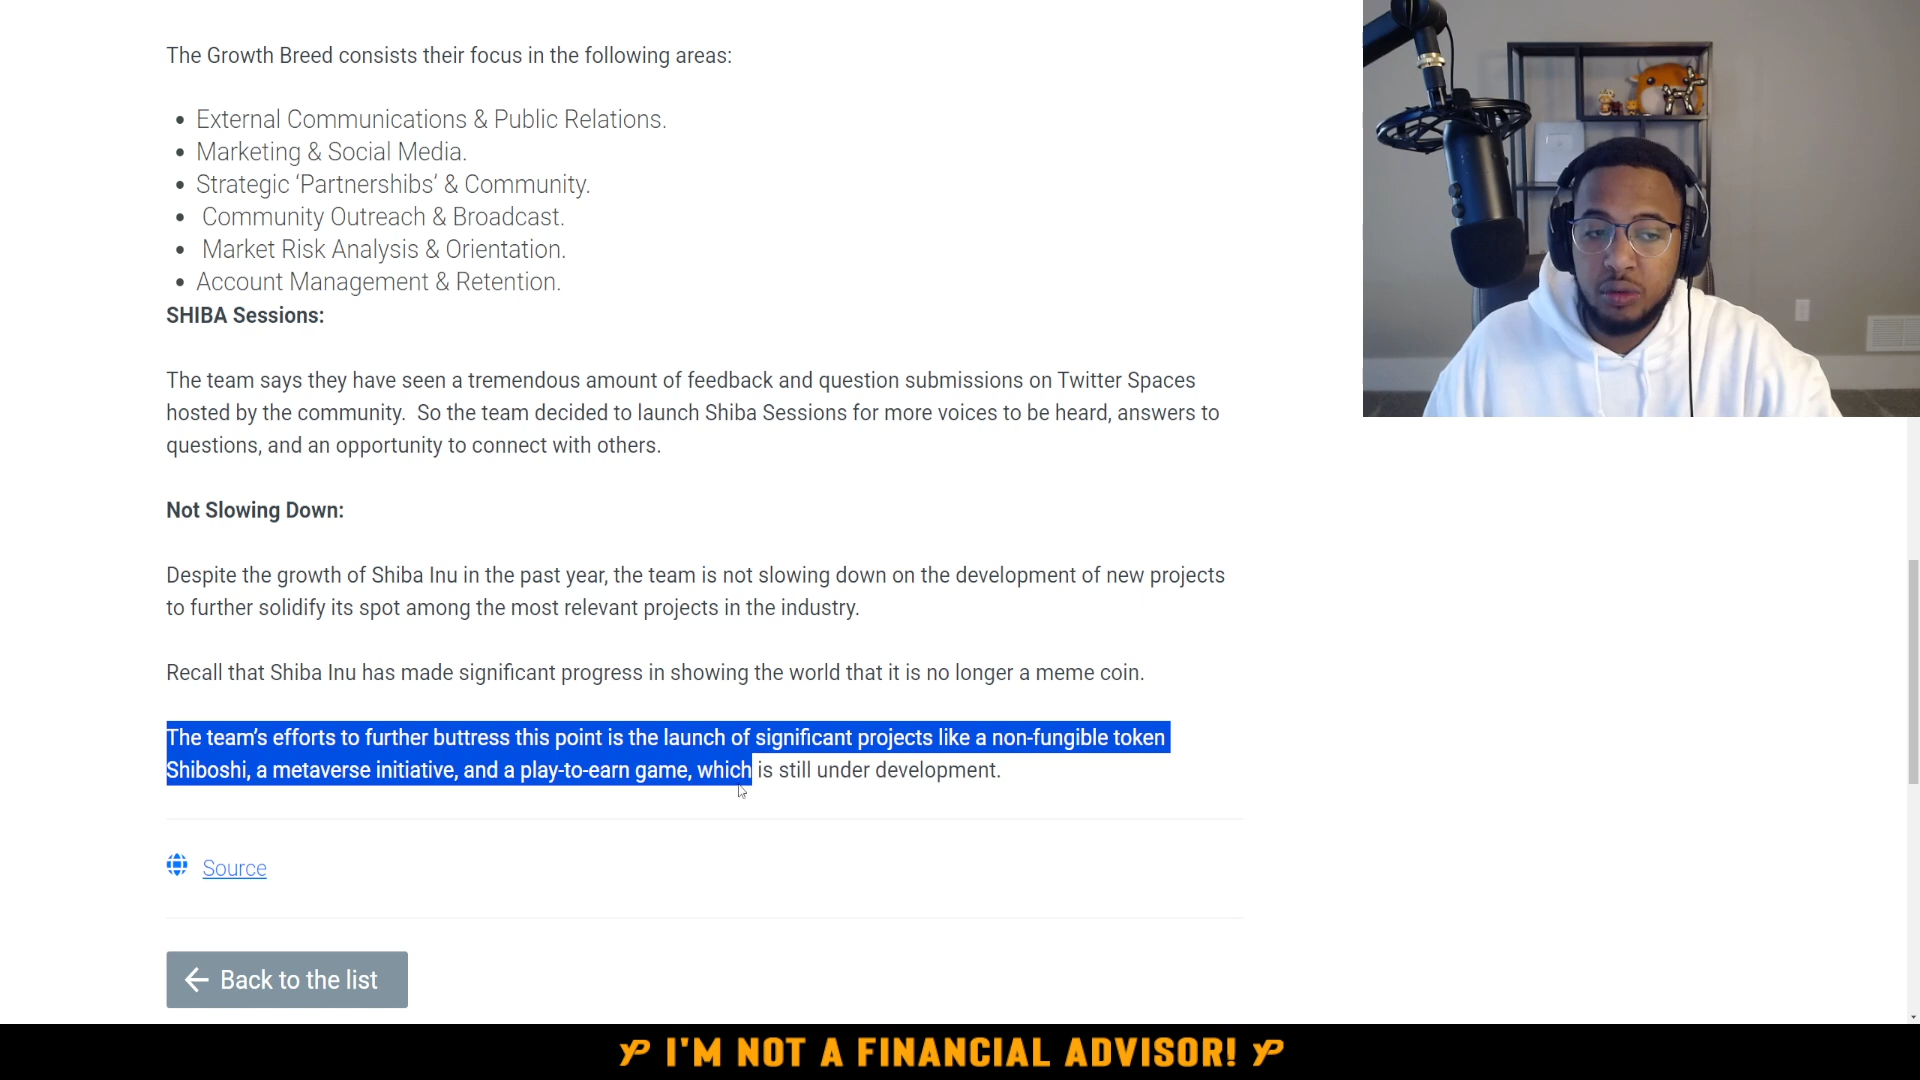 The Growth Breed consists their focus in the following areas:
External Communications & Public Relations.
Marketing & Social Media.
Strategic ‘Partnershibs’ & Community.
Community Outreach & Broadcast.
Market Risk Analysis & Orientation.
Account Management & Retention.
SHIBA Sessions:
The team says they have seen a tremendous amount of feedback and question submissions on Twitter Spaces
hosted by the community.  So the team decided to launch Shiba Sessions for more voices to be heard, answers to
questions, and an opportunity to connect with others.
Not Slowing Down:
Despite the growth of Shiba Inu in the past year, the team is not slowing down on the development of new projects
to further solidify its spot among the most relevant projects in the industry.
Recall that Shiba Inu has made significant progress in showing the world that it is no longer a meme coin.
The team’s efforts to further buttress this point is the launch of significant projects like a non-fungible token
Shiboshi, a metaverse initiative, and a play-to-earn game, which is still under development.
Source
Back to the list
I'M NOT A FINANCIAL ADVISOR!